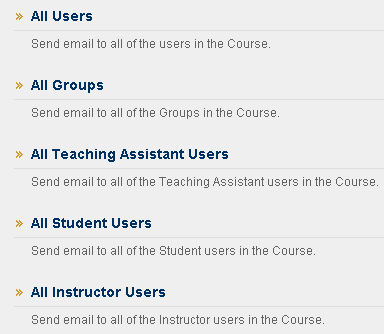 » All Users
Send email to all of the users in the Course.
» All Groups
Send email to all of the Groups in the Course.
» All Teaching Assistant Users
Send email to all of the Teaching Assistant users in the Course.
» All Student Users
Send email to all of the Student users in the Course.
» All Instructor Users
Send email to all of the Instructor users in the Course.